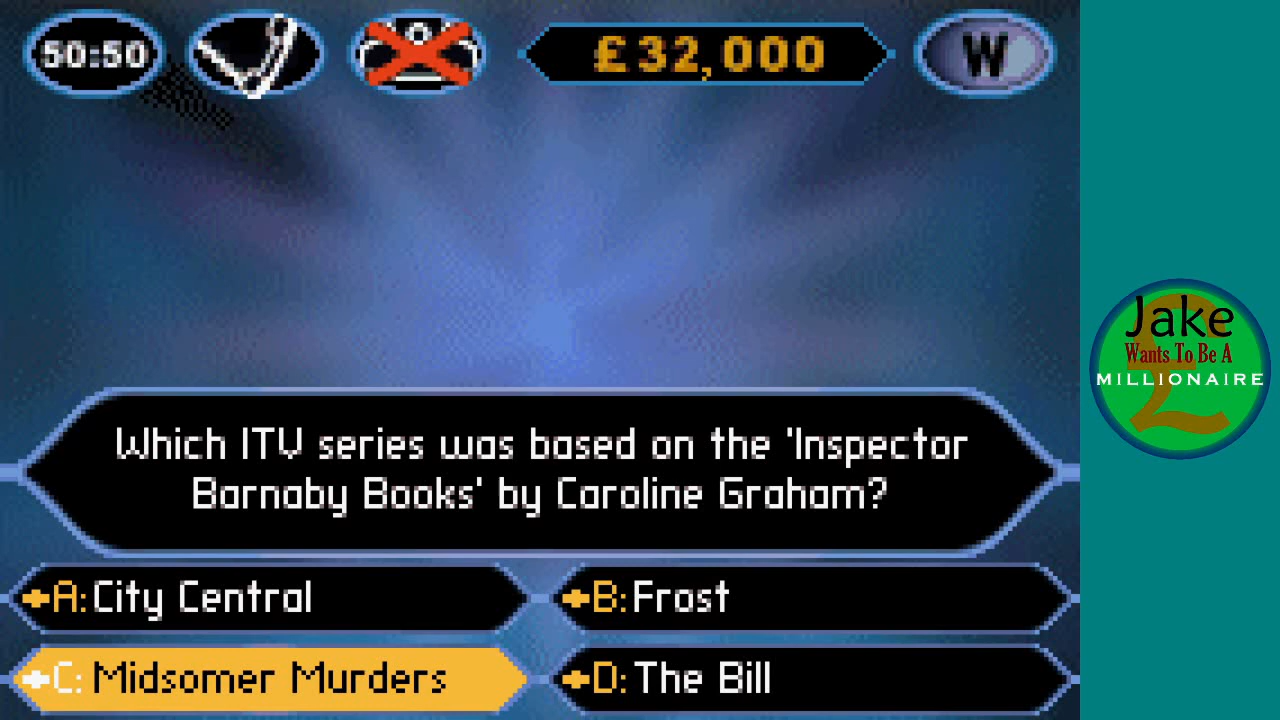 50:50
£32,000
W
Which ITV series was based on the 'Inspector
Barnaby Books' by Caroline Graham?
A:City Central
B:Frost
C: Midsomer Murders
D:The Bill
Jake
Wants To Be A
MILLIONAIRE
£